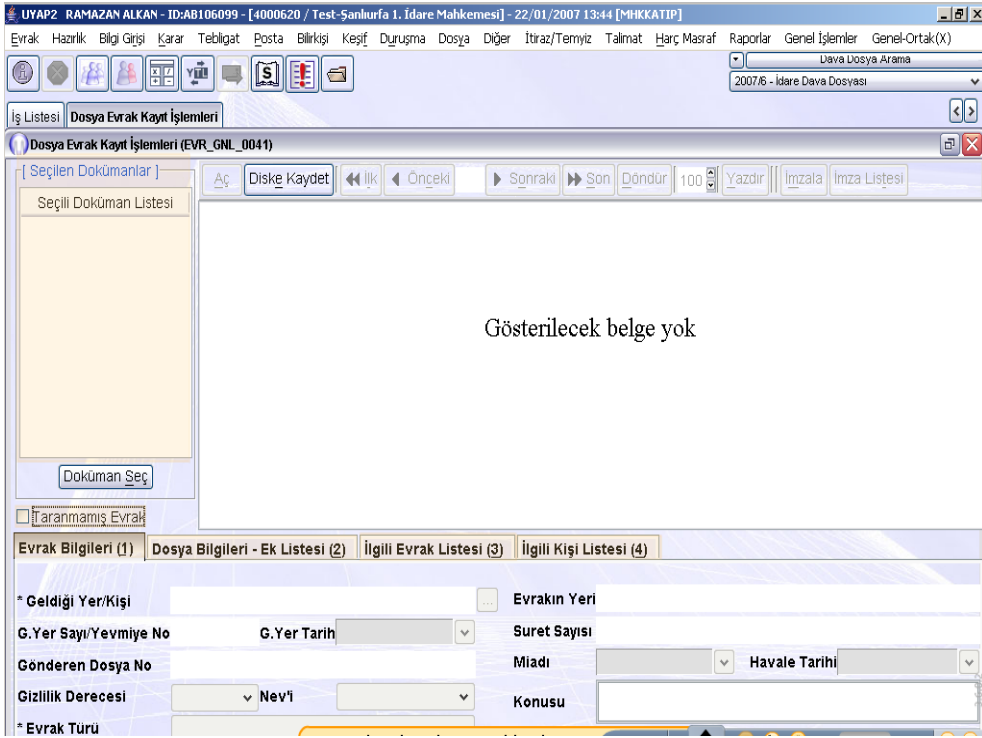 UYAP2 RAMAZAN ALKAN - ID:AB106099 - [4000620 / Test-Şanlıurfa 1. İdare Mahkemesi] - 22/01/2007 13:44 [MHKKATIP]
Evrak Hazırlık Bilgi Girişi Karar Tebligat Posta Bilirkişi Keşif Duruşma Dosya Diğer İtiraz/Temyiz Talimat Harç Masraf Raporlar Genel İşlemler Genel-Ortak(X)
Dava Dosya Arama
2007/6 - İdare Dava Dosyası
İş Listesi Dosya Evrak Kayıt İşlemleri
Dosya Evrak Kayıt İşlemleri (EVR_GNL_0041)
[ Seçilen Dokümanlar ]
Aç Diske Kaydet İlk Önceki Sonraki Son Döndür 100 Yazdır İmzala İmza Listesi
Seçili Doküman Listesi
Gösterilecek belge yok
Doküman Seç
Taranmamış Evrak
Evrak Bilgileri (1) Dosya Bilgileri - Ek Listesi (2) İlgili Evrak Listesi (3) İlgili Kişi Listesi (4)
* Geldiği Yer/Kişi Evrakın Yeri
G.Yer Sayı/Yevmiye No G.Yer Tarih Suret Sayısı
Gönderen Dosya No Miadı Havale Tarihi
Gizlilik Derecesi Nev'i Konusu
* Evrak Türü